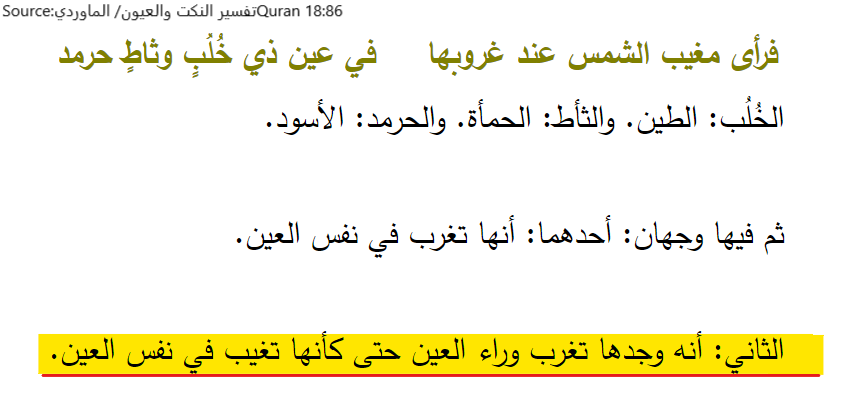 Source:تفسير النكت والعيون/ الماورديQuran 18:86
فرأى مغيب الشمس عند غروبها في عين ذي خُلُبٍ وثاطٍ حرمد
الخُلُب: الطين. والثأط: الحمأة. والحرمد: الأسود.
ثم فيها وجهان: أحدهما: أنها تغرب في نفس العين.
الثاني: أنه وجدها تغرب وراء العين حتى كأنها تغيب في نفس العين.